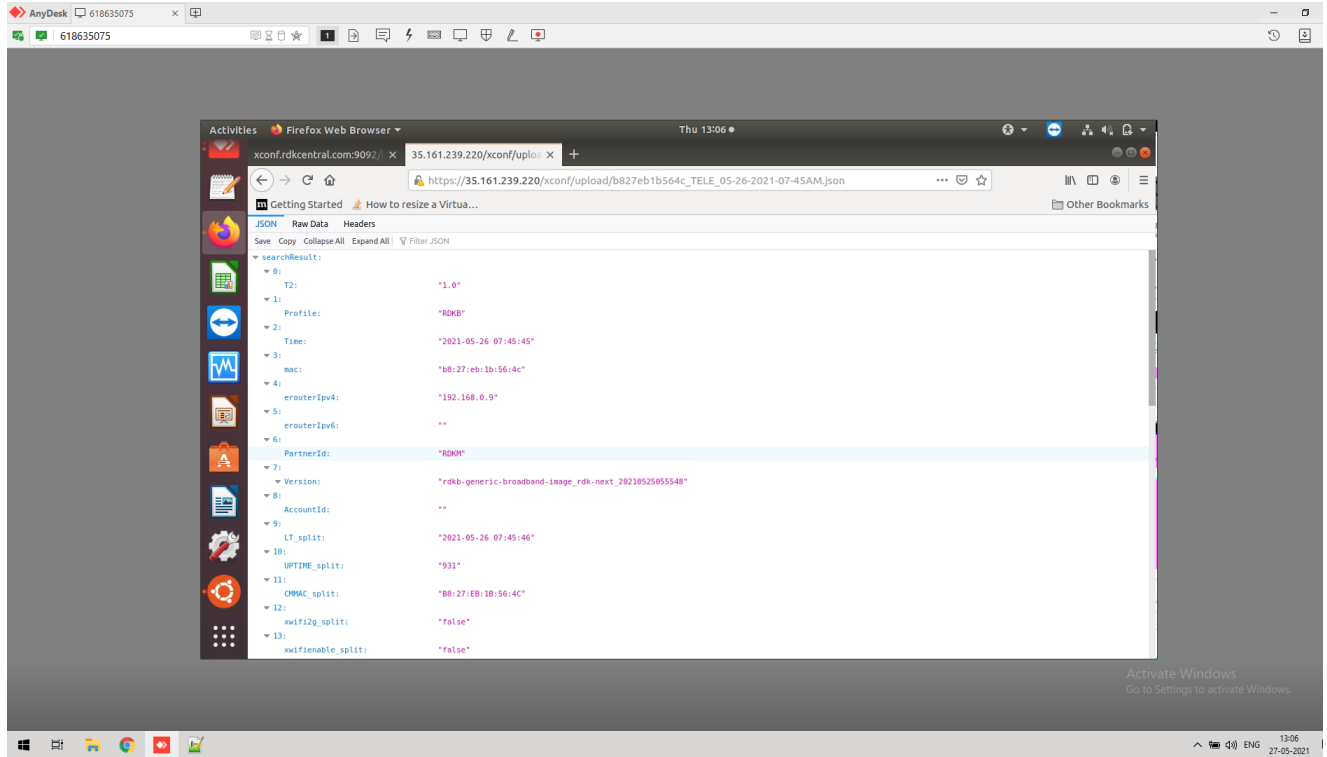 AnyDesk 618635075
618635075
1
Activities Firefox Web Browser Thu 13:06
xconf.rdkcentral.com:9092/ 35.161.239.220/xconf/uploa
https://35.161.239.220/xconf/upload/b827eb1b564c_TELE_05-26-2021-07-45AM.json
Getting Started How to resize a Virtua... Other Bookmarks
JSON Raw Data Headers
Save Copy Collapse All Expand All Filter JSON
searchResult:
0:
T2: "1.0"
1:
Profile: "RDKB"
2:
Time: "2021-05-26 07:45:45"
3:
mac: "b8:27:eb:1b:56:4c"
4:
erouterIpv4: "192.168.0.9"
5:
erouterIpv6: ""
6:
PartnerId: "RDKM"
7:
Version: "rdkb-generic-broadband-image_rdk-next_20210525055548"
8:
AccountId: ""
9:
LT_split: "2021-05-26 07:45:46"
10:
UPTIME_split: "931"
11:
CMMAC_split: "B8:27:EB:1B:56:4C"
12:
xwifi2g_split: "false"
13:
xwifienable_split: "false"
Activate Windows
Go to Settings to activate Windows.
ENG 13:06
27-05-2021